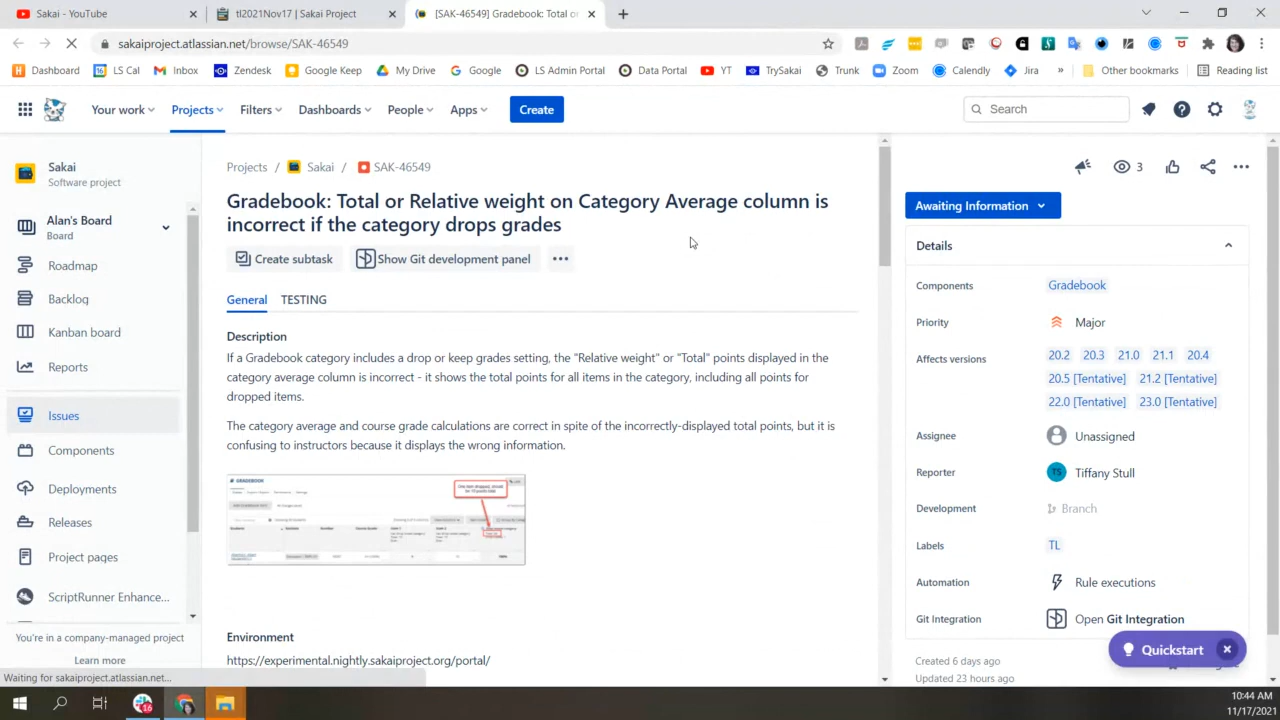 Sakai - YouTube
tl2021Nov17 | Sakai Project
[SAK-46549] Gradebook: Total or
sakaiproject.atlassian.net/browse/SAK-46549
Dashboard
LS Cal
Inbox
Zendesk
Google Keep
My Drive
Google
LS Admin Portal
Data Portal
YT
TrySakai
Trunk
Zoom
Calendly
Jira
»
Other bookmarks
Reading list
Your work
Projects
Filters
Dashboards
People
Apps
Create
Search
Sakai
Software project
Alan's Board
Board
Roadmap
Backlog
Kanban board
Reports
Issues
Components
Deployments
Releases
Project pages
ScriptRunner Enhance...
You're in a company-managed project
Learn more
Waiting for sakaiproject.atlassian.net...
Projects / Sakai / SAK-46549
Gradebook: Total or Relative weight on Category Average column is
incorrect if the category drops grades
Create subtask
Show Git development panel
General
TESTING
Description
If a Gradebook category includes a drop or keep grades setting, the "Relative weight" or "Total" points displayed in the
category average column is incorrect - it shows the total points for all items in the category, including all points for
dropped items.
The category average and course grade calculations are correct in spite of the incorrectly-displayed total points, but it is
confusing to instructors because it displays the wrong information.
GRADEBOOK
Environment
https://experimental.nightly.sakaiproject.org/portal/
3
Awaiting Information
Details
Components
Gradebook
Priority
Major
Affects versions
20.2 20.3 21.0 21.1 20.4
20.5 [Tentative] 21.2 [Tentative]
22.0 [Tentative] 23.0 [Tentative]
Assignee
Unassigned
Reporter
TS
Tiffany Stull
Development
Branch
Labels
TL
Automation
Rule executions
Git Integration
Open Git Integration
Quickstart
Created 6 days ago
Updated 23 hours ago
10:44 AM
11/17/2021